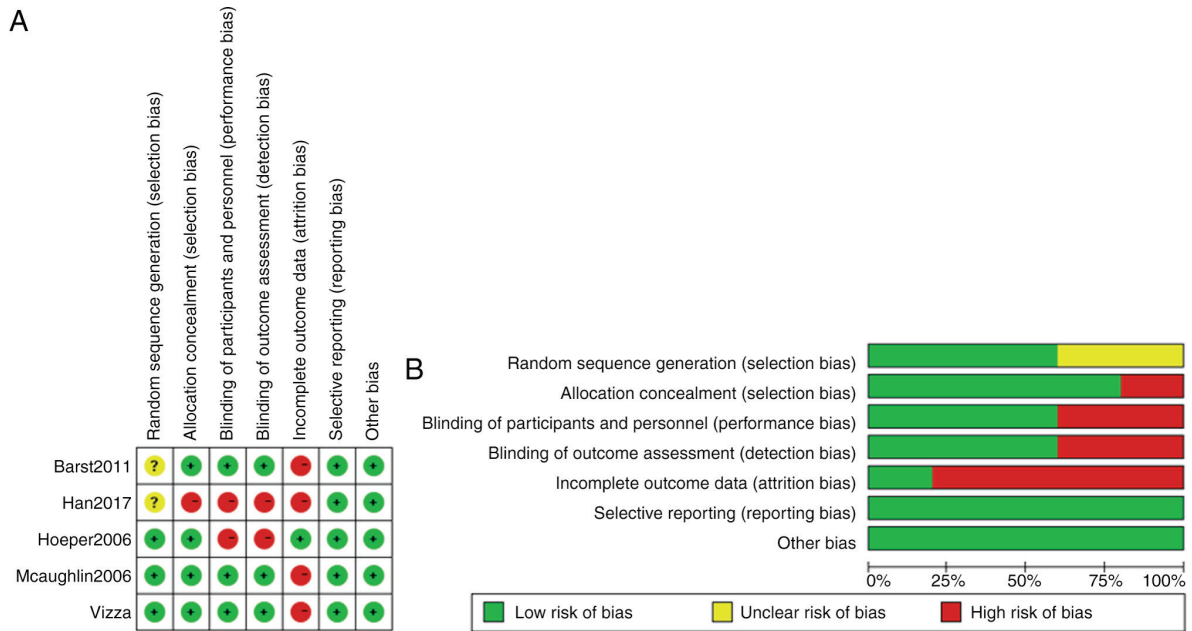 A
Random sequence generation (selection bias)
Allocation concealment (selection bias)
Blinding of participants and personnel (performance bias)
Blinding of outcome assessment (detection bias)
Incomplete outcome data (attrition bias)
Selective reporting (reporting bias)
Other bias
Barst2011 ? + + + - + +
Han2017 ? - - - - + +
Hoeper2006 + + - - + + +
Mcaughlin2006 + + + + - + +
Vizza + + + + - + +
B
Random sequence generation (selection bias)
Allocation concealment (selection bias)
Blinding of participants and personnel (performance bias)
Blinding of outcome assessment (detection bias)
Incomplete outcome data (attrition bias)
Selective reporting (reporting bias)
Other bias
0% 25% 50% 75% 100%
Low risk of bias Unclear risk of bias High risk of bias